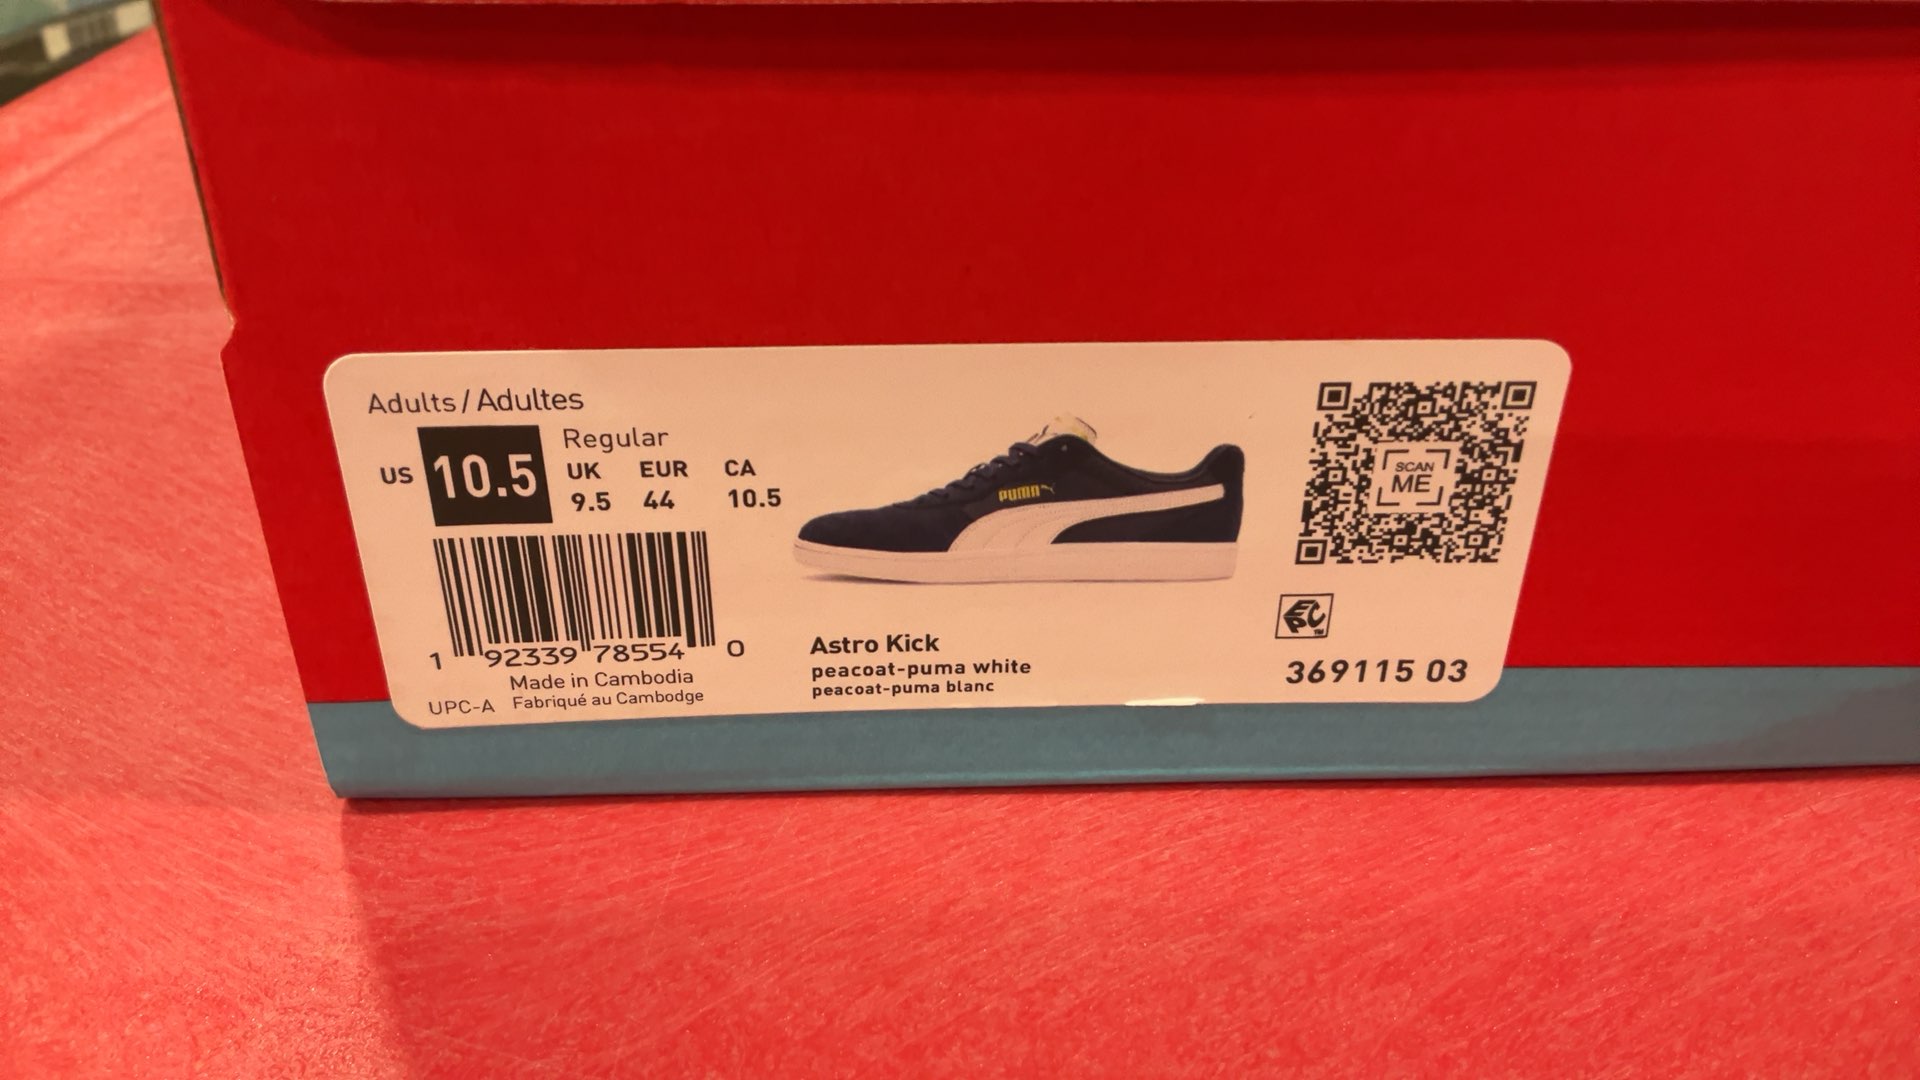 Adults / Adultes
Regular
US 10.5
UK EUR CA
9.5 44 10.5
1 92339 78554 0
Made in Cambodia
UPC-A Fabriqué au Cambodge
PUMA
Astro Kick
peacoat-puma white
peacoat-puma blanc
SCAN
ME
EPC TM
369115 03